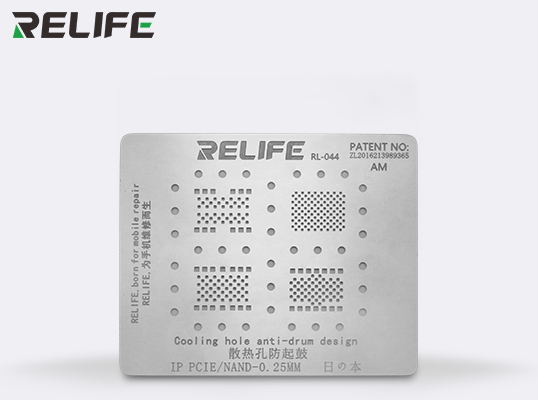 RELIFE
RELIFE RL-044
PATENT NO:
ZL2016213989365
AM
RELIFE, born for mobile repair
RELIFE, 为手机维修而生
Cooling hole anti-drum design
散热孔防起鼓
IP PCIE/NAND-0.25MM 日の本